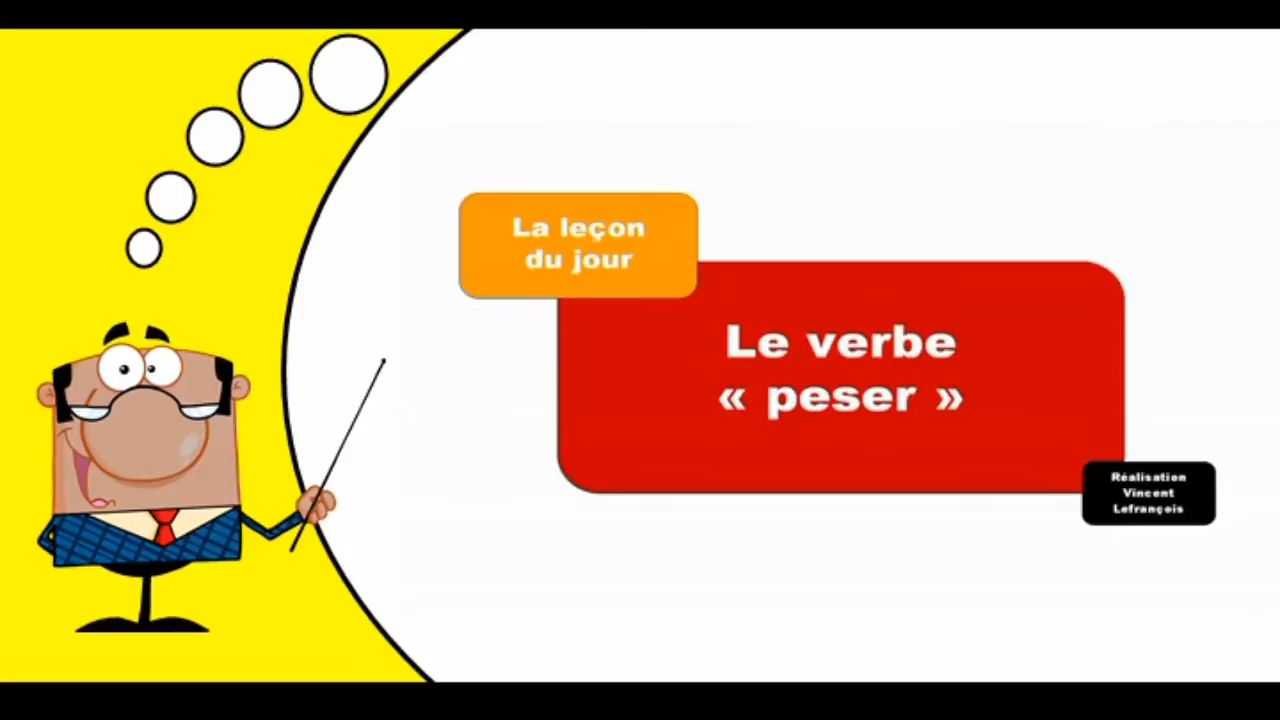 La leçon
du jour
Le verbe
« peser »
Réalisation
Vincent
Lefrançois